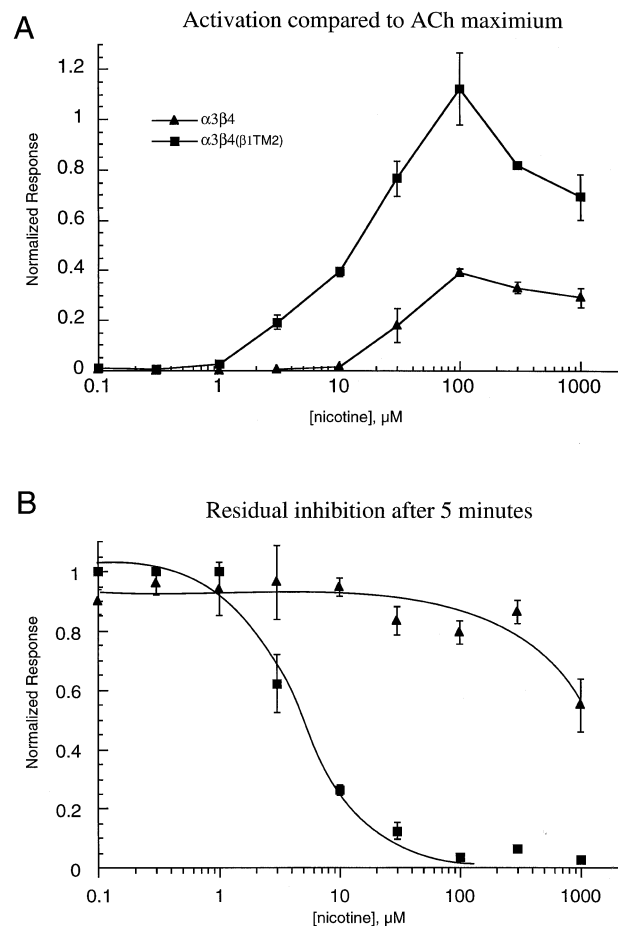 A
Activation compared to ACh maximium
1.2
1
0.8
0.6
0.4
0.2
0
Normalized Response
α3β4
α3β4(β1TM2)
0.1 1 10 100 1000
[nicotine], µM
B
Residual inhibition after 5 minutes
1
0.8
0.6
0.4
0.2
0
Normalized Response
0.1 1 10 100 1000
[nicotine], µM